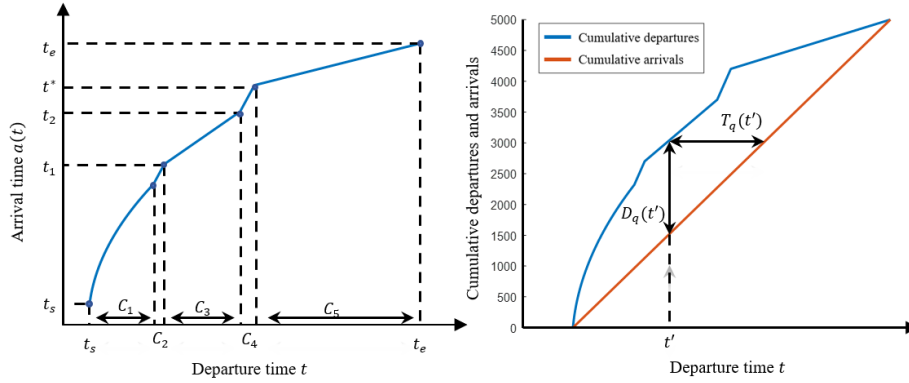 Arrival time a(t)
t_e
t*
t_2
t_1
t_s
C_1
C_3
C_5
t_s
C_2
C_4
t_e
Departure time t
Cumulative departures and arrivals
5000
4500
4000
3500
3000
2500
2000
1500
1000
500
0
Cumulative departures
Cumulative arrivals
T_q(t′)
D_q(t′)
t′
Departure time t